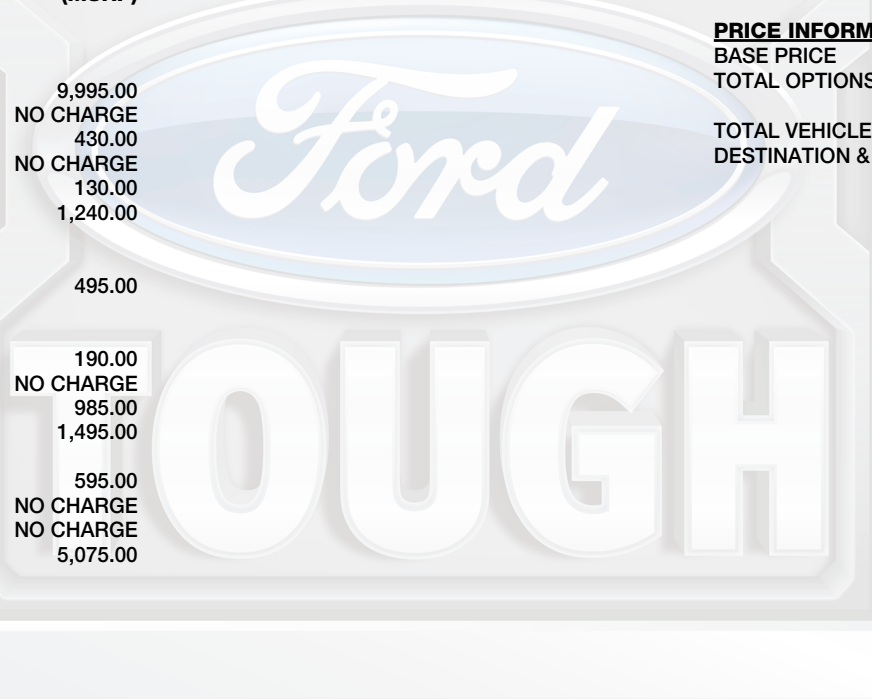 9,995.00
NO CHARGE
430.00
NO CHARGE
130.00
1,240.00
495.00
190.00
NO CHARGE
985.00
1,495.00
595.00
NO CHARGE
NO CHARGE
5,075.00
PRICE INFORM
BASE PRICE
TOTAL OPTIONS
TOTAL VEHICLE
DESTINATION &
Ford
TOUGH